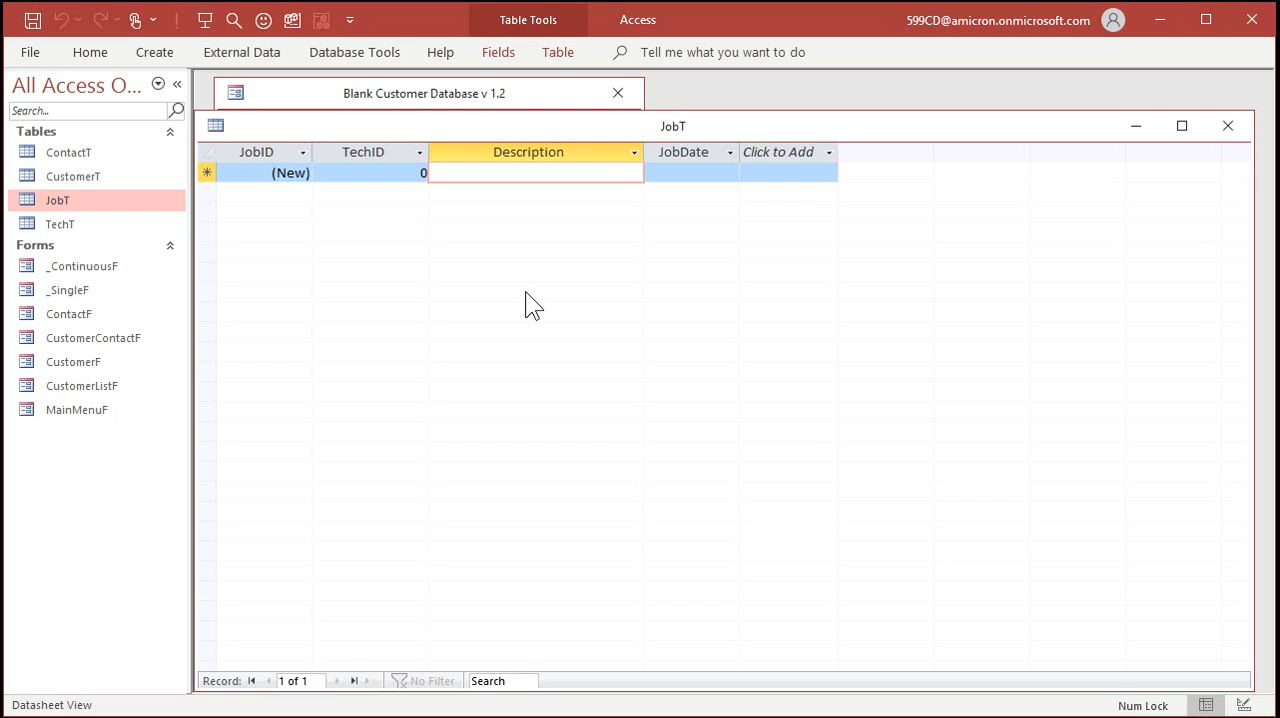 Table Tools
Access
599CD@amicron.onmicrosoft.com
File
Home
Create
External Data
Database Tools
Help
Fields
Table
Tell me what you want to do
All Access O...
Search...
Tables
ContactT
CustomerT
JobT
TechT
Forms
_ContinuousF
_SingleF
ContactF
CustomerContactF
CustomerF
CustomerListF
MainMenuF
Blank Customer Database v 1.2
JobT
JobID
TechID
Description
JobDate
Click to Add
(New)
0
Record:
1 of 1
No Filter
Search
Datasheet View
Num Lock